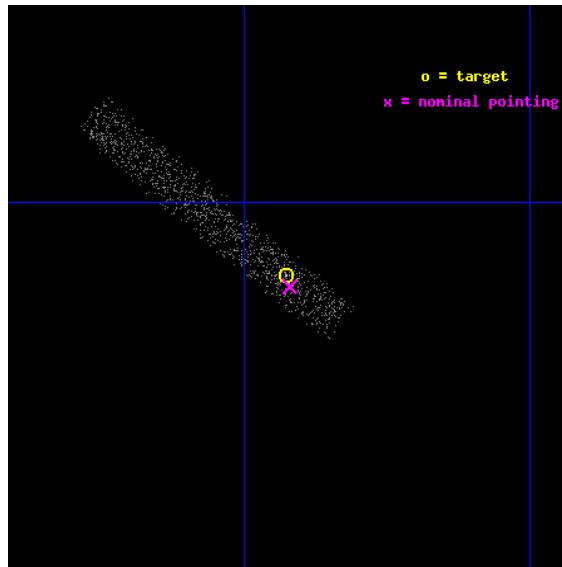 o = target
x = nominal pointing